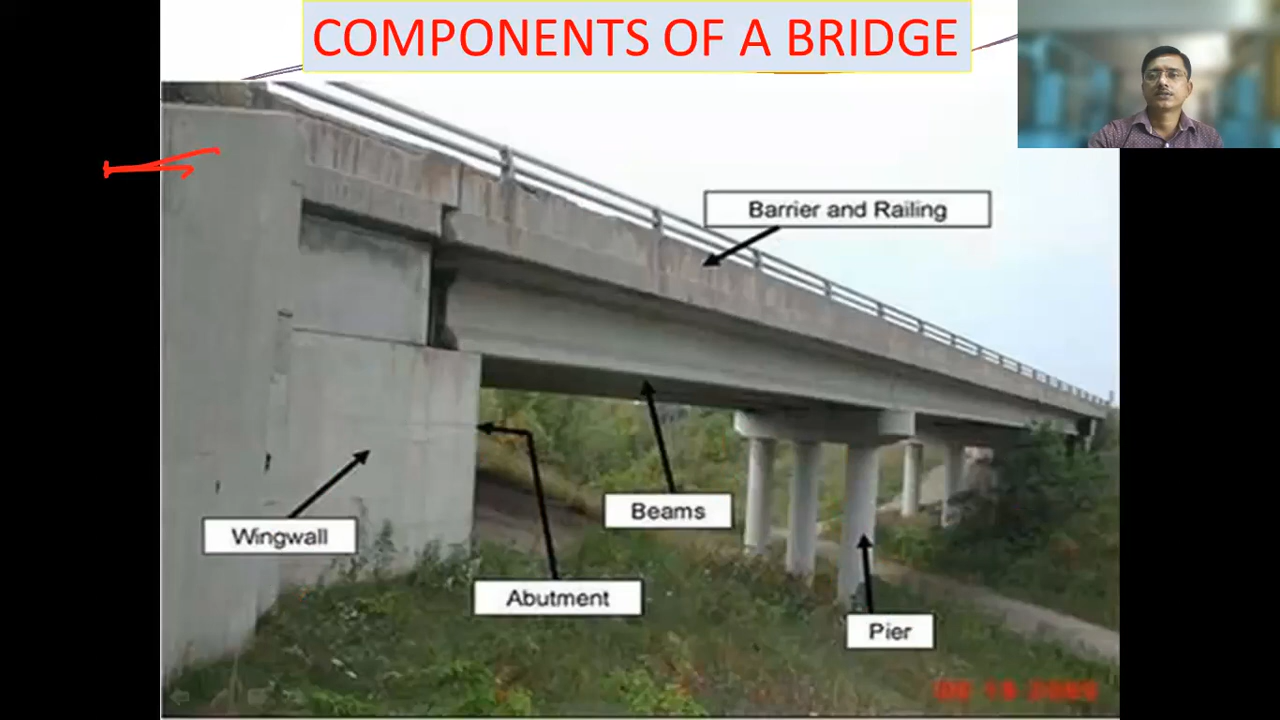 COMPONENTS OF A BRIDGE
Barrier and Railing
Beams
Wingwall
Abutment
Pier